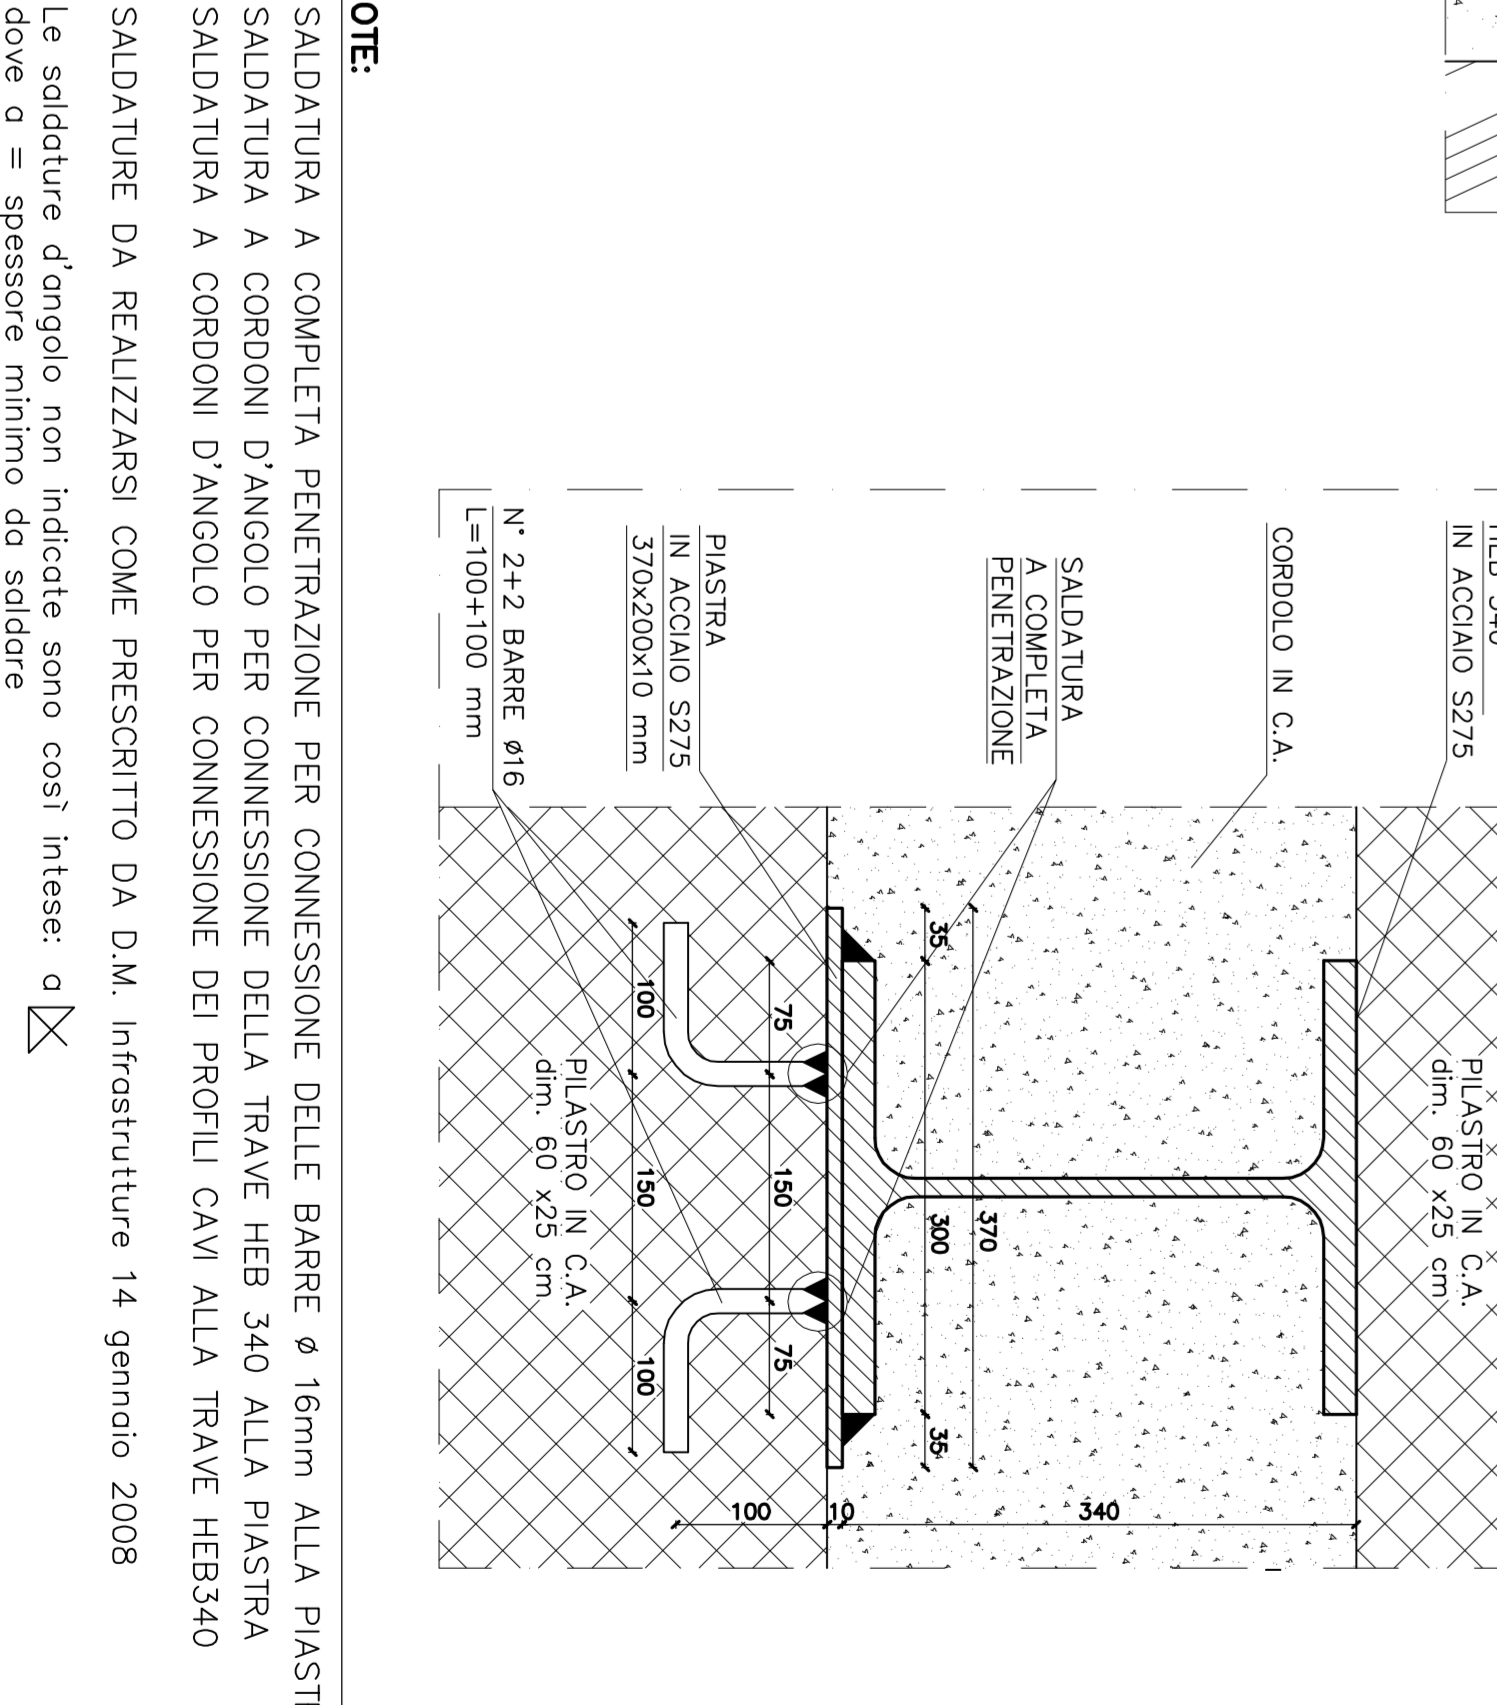 IN ACCIAIO S275
PILASTRO IN C.A.
dim. 60 x25 cm
CORDOLO IN C.A.
SALDATURA
A COMPLETA
PENETRAZIONE
370
35
300
35
340
10
100
PIASTRA
IN ACCIAIO S275
370x200x10 mm
75
150
75
100
150
100
PILASTRO IN C.A.
dim. 60 x25 cm
N° 2+2 BARRE Ø16
L=100+100 mm
OTE:
SALDATURA A COMPLETA PENETRAZIONE PER CONNESSIONE DELLE BARRE Ø 16mm ALLA
SALDATURA A CORDONI D'ANGOLO PER CONNESSIONE DELLA TRAVE HEB 340 ALLA PIASTRA
SALDATURA A CORDONI D'ANGOLO PER CONNESSIONE DEI PROFILI CAVI ALLA TRAVE HEB340
SALDATURE DA REALIZZARSI COME PRESCRITTO DA D.M. Infrastrutture 14 gennaio 2008
Le saldature d'angolo non indicate sono così intese: a
dove a = spessore minimo da saldare